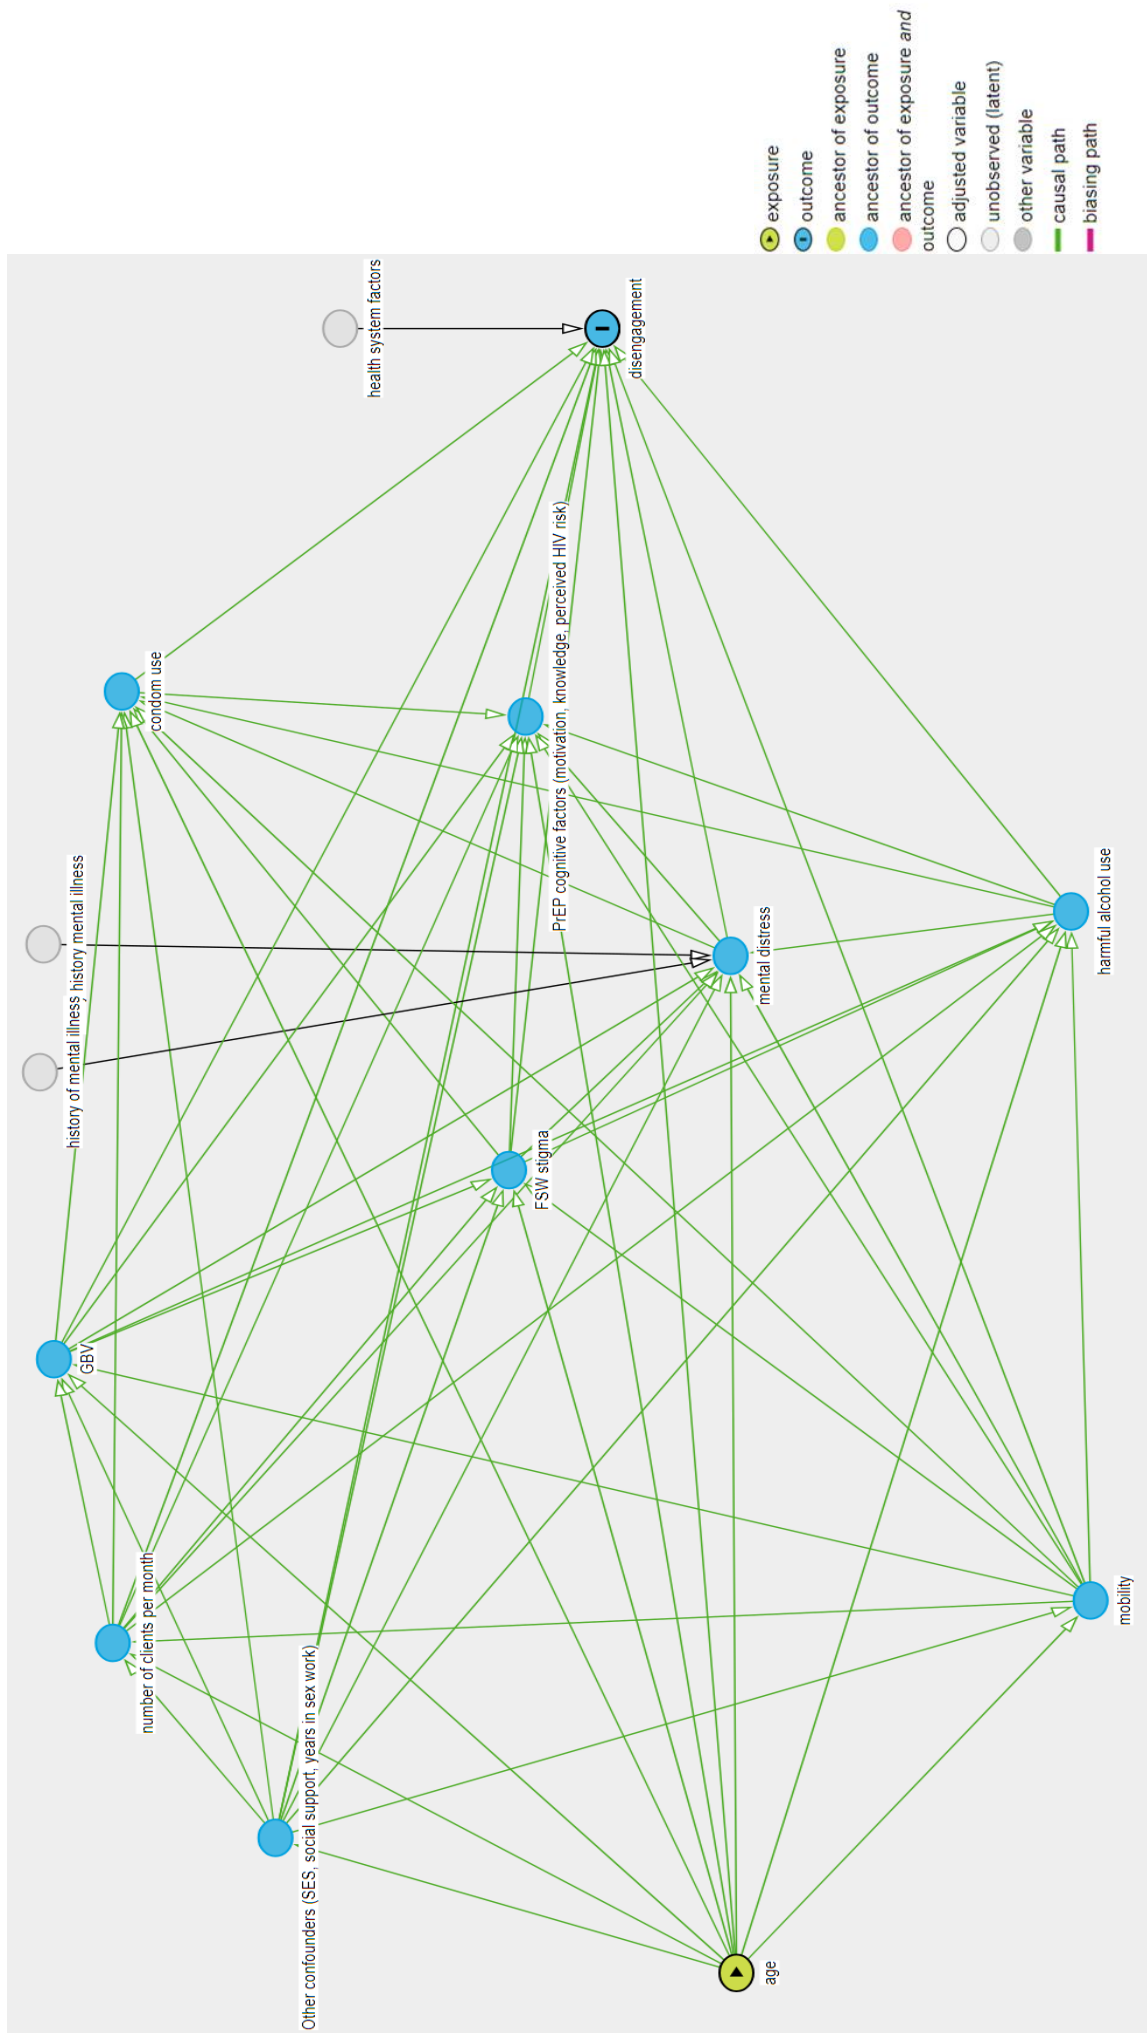 health system factors
disengagement
condom use
PrEP cognitive factors (motivation, knowledge, perceived HIV risk)
history mental illness
history of mental illness
mental distress
harmful alcohol use
FSW stigma
GBV
number of clients per month
Other confounders (SES, social support, years in sex work)
mobility
age
exposure
outcome
ancestor of exposure
ancestor of outcome
ancestor of exposure and
outcome
adjusted variable
unobserved (latent)
other variable
causal path
biasing path